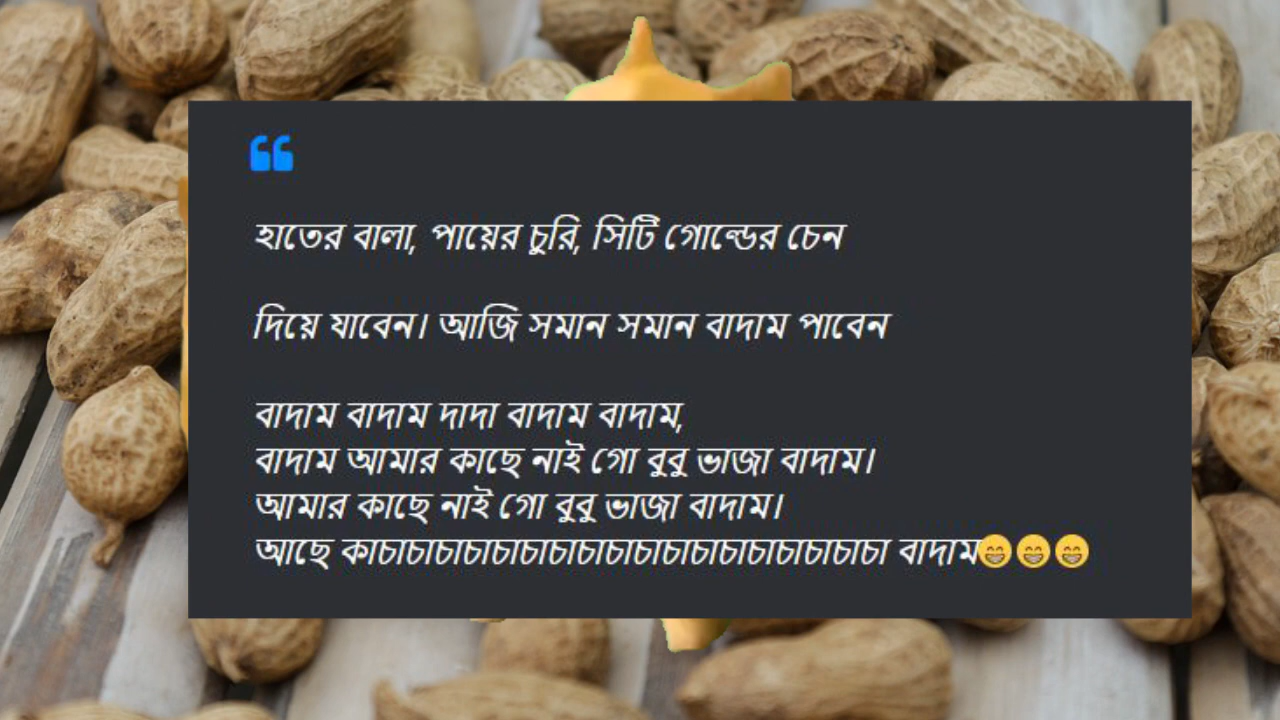 হাতের বালা, পায়ের চুরি, সিটি গোল্ডের চেন
দিয়ে যাবেন। আজি সমান সমান বাদাম পাবেন
বাদাম বাদাম দাদা বাদাম বাদাম,
বাদাম আমার কাছে নাই গো বুবু ভাজা বাদাম।
আমার কাছে নাই গো বুবু ভাজা বাদাম।
আছে কাচাচাচাচাচাচাচাচাচাচাচাচাচাচাচাচাচাচা বাদাম😁😁😁